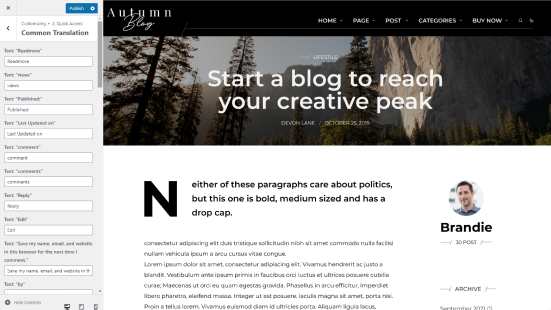 Publish
Customizing • 2. Quick Access
Common Translation
Text: "Readmore"
Readmore
Text: "views"
views
Text: "Published"
Published
Text: "Last Updated on"
Last Updated on
Text: "comment"
comment
Text: "comments"
comments
Text: "Reply"
Reply
Text: "Edit"
Edit
Text: "Save my name, email, and website
in this browser for the next time I
comment."
Save my name, email, and website in th
Text: "by"
Hide Controls
Autumn
Blog
HOME
PAGE
POST
CATEGORIES
BUY NOW
LIFESTYLE
Start a blog to reach
your creative peak
DEVON LANE / OCTOBER 25, 2019
Neither of these paragraphs care about politics,
but this one is bold, medium sized and has a
drop cap.
consectetur adipiscing elit duis tristique sollicitudin nibh sit amet commodo nulla facilisi
nullam vehicula ipsum a arcu cursus vitae congue.
Lorem ipsum dolor sit amet, consectetur adipiscing elit. Vivamus hendrerit ac justo a
blandit. Vestibulum ante ipsum primis in faucibus orci luctus et ultrices posuere cubilia
curae; Maecenas ut orci eu quam egestas gravida. Phasellus in arcu efficitur, imperdiet
libero pharetra, eleifend massa. Integer ut est posuere, iaculis magna sit amet, porta nisi.
Proin a tellus lorem. Vivamus euismod diam id ultricies porta. Aliquam ligula lacus,
Brandie
30 POST
ARCHIVE
September 2021 (1)